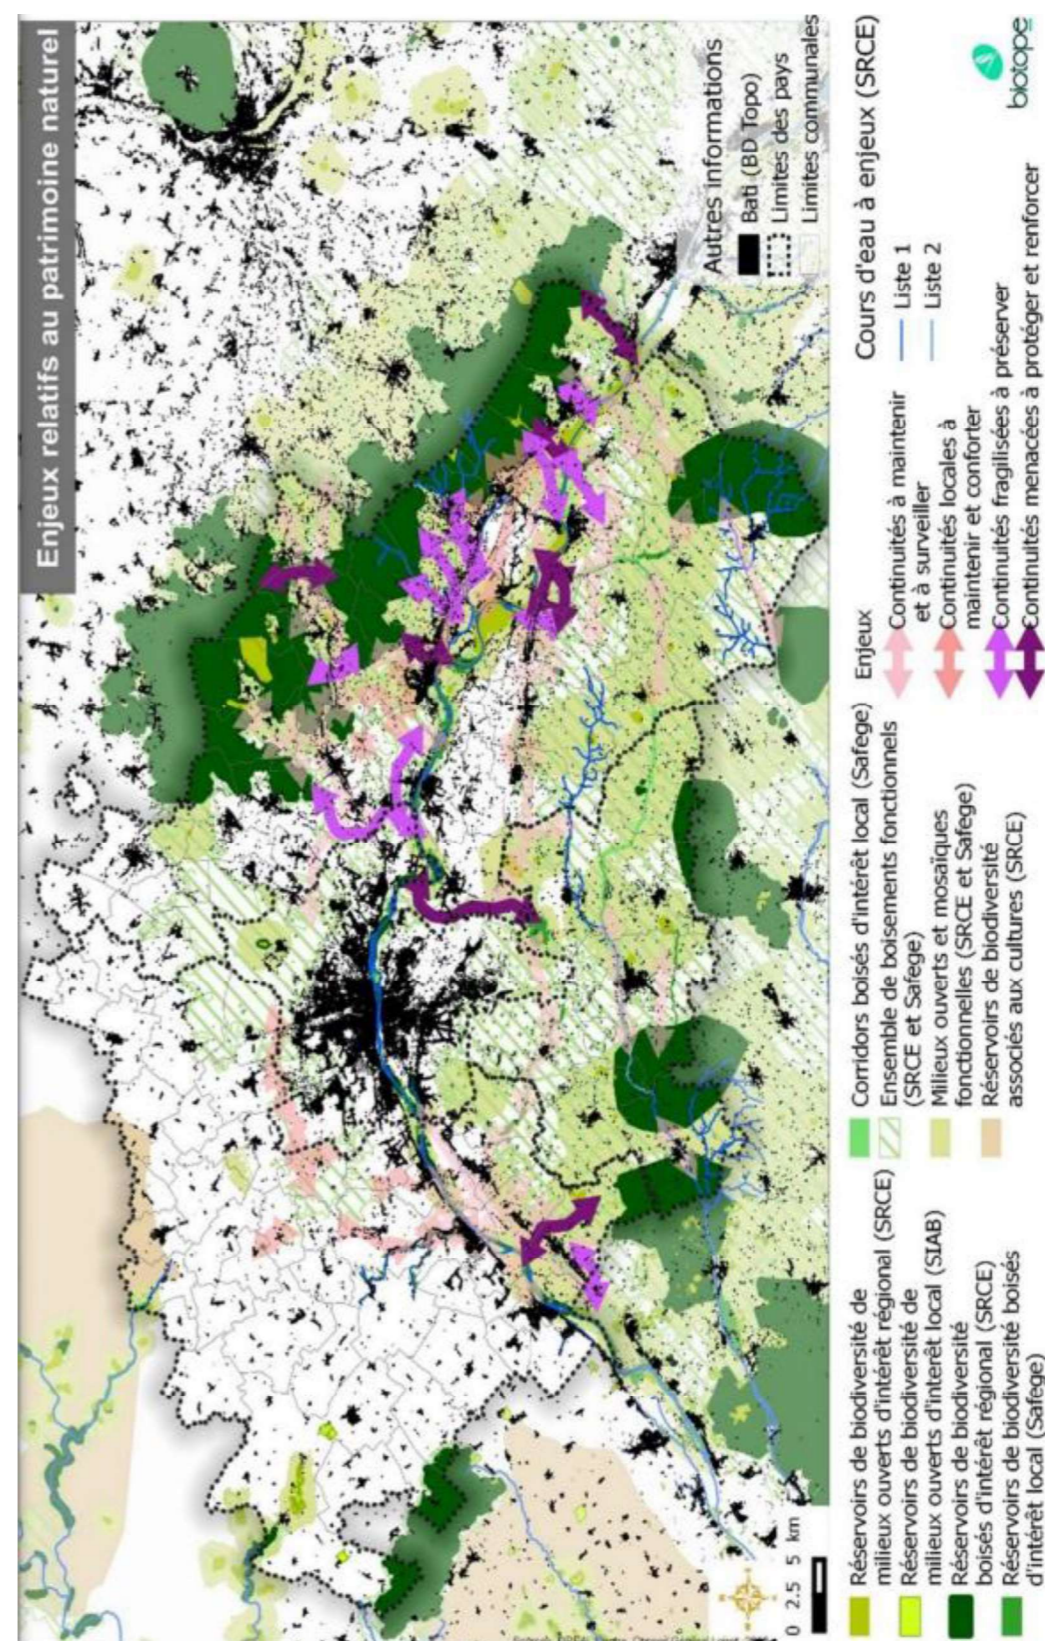 Enjeux relatifs au patrimoine naturel
Autres informations
Bati (BD Topo)
Limites des pays
Limites communales
0 2.5 5 km
Réservoirs de biodiversité de
milieux ouverts d'intérêt régional (SRCE)
Réservoirs de biodiversité de
milieux ouverts d'interêt local (SIAB)
Réservoirs de biodiversité
boisés d'intérêt régional (SRCE)
Réservoirs de biodiversité boisés
d'intérêt local (Safege)
Corridors boisés d'intérêt local (Safege)
Ensemble de boisements fonctionnels
(SRCE et Safege)
Milieux ouverts et mosaïques
fonctionnelles (SRCE et Safege)
Réservoirs de biodiversité
associés aux cultures (SRCE)
Enjeux
Continuités à maintenir
et à surveiller
Continuités locales à
maintenir et conforter
Continuités fragilisées à préserver
Continuités menacées à protéger et renforcer
Cours d'eau à enjeux (SRCE)
Liste 1
Liste 2
biotope